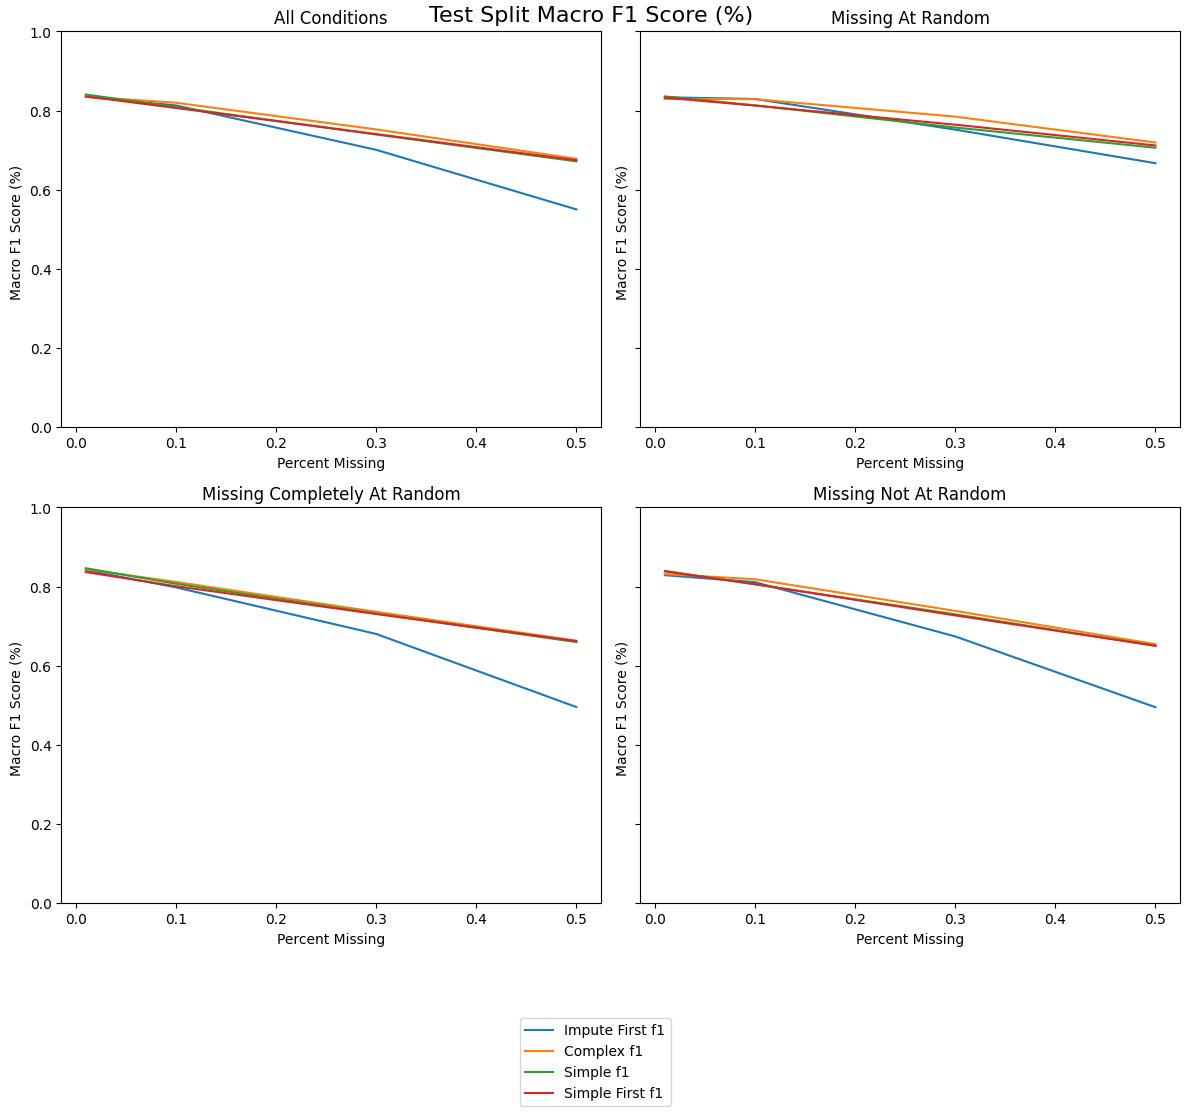 Test Split Macro F1 Score (%)
All Conditions
1.0
0.8
0.6
0.4
0.2
0.0
Macro F1 Score (%)
0.0 0.1 0.2 0.3 0.4 0.5
Percent Missing
Missing At Random
Macro F1 Score (%)
0.0 0.1 0.2 0.3 0.4 0.5
Percent Missing
Missing Completely At Random
1.0
0.8
0.6
0.4
0.2
0.0
Macro F1 Score (%)
0.0 0.1 0.2 0.3 0.4 0.5
Percent Missing
Missing Not At Random
Macro F1 Score (%)
0.0 0.1 0.2 0.3 0.4 0.5
Percent Missing
Impute First f1
Complex f1
Simple f1
Simple First f1